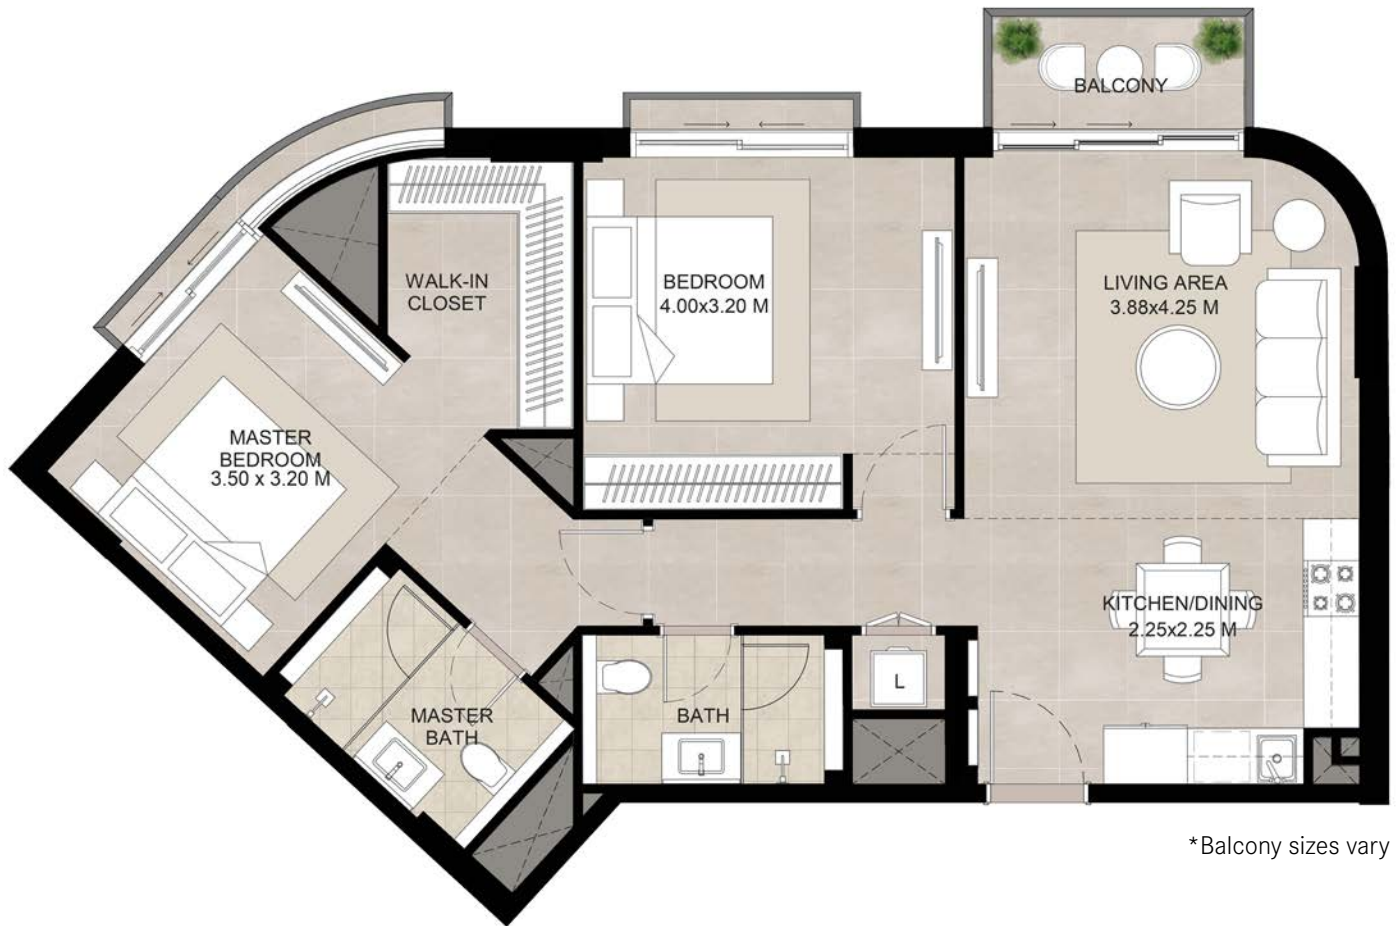 BALCONY
WALK-IN
CLOSET
BEDROOM
4.00x3.20 M
LIVING AREA
3.88x4.25 M
MASTER
BEDROOM
3.50 x 3.20 M
KITCHEN/DINING
2.25x2.25 M
L
MASTER
BATH
BATH
*Balcony sizes vary